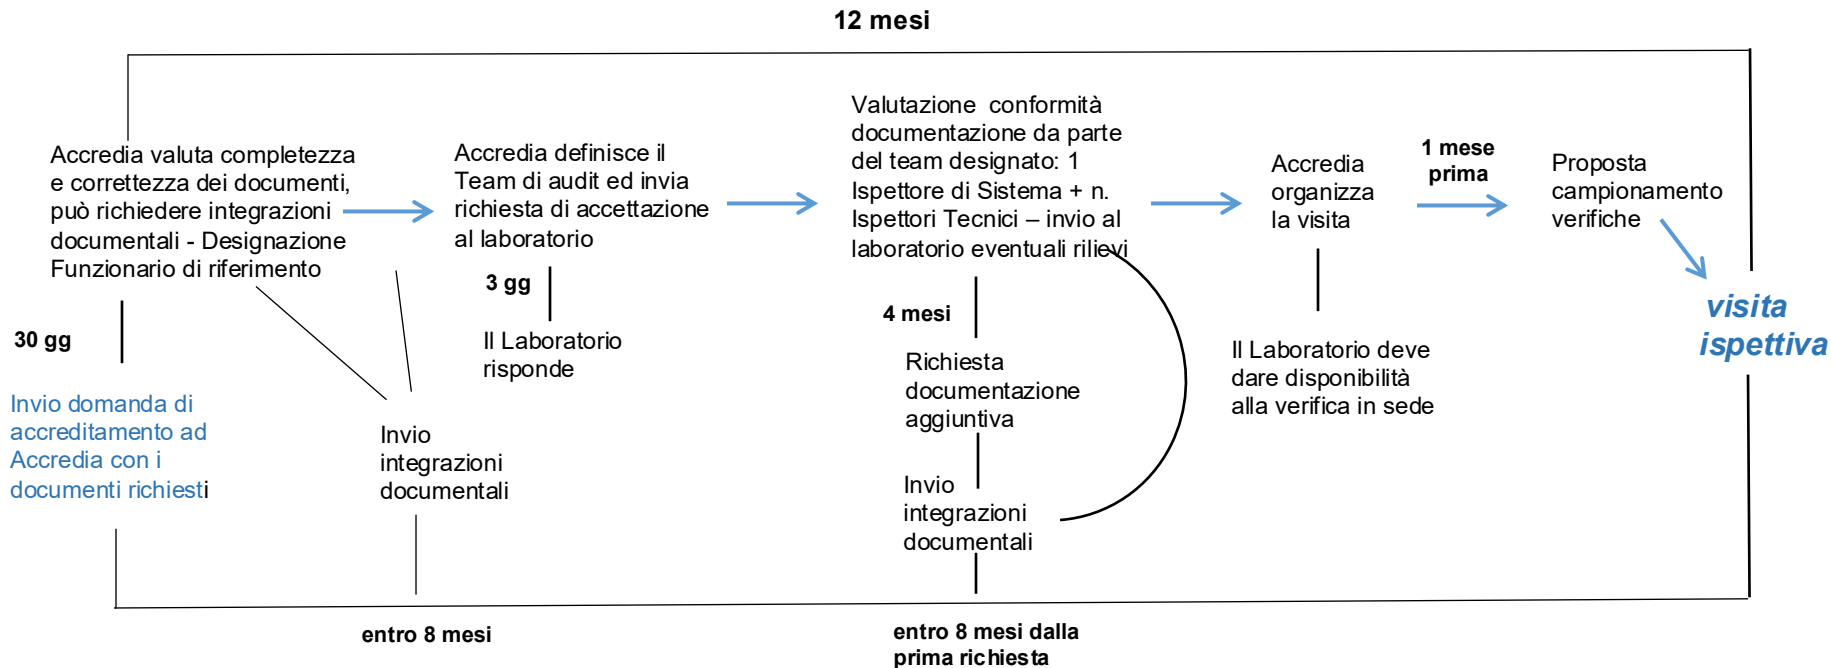 12 mesi
Accredia valuta completezza
e correttezza dei documenti,
può richiedere integrazioni
documentali - Designazione
Funzionario di riferimento
30 gg
Invio domanda di
accreditamento ad
Accredia con i
documenti richiesti
Invio
integrazioni
documentali
entro 8 mesi
Accredia definisce il
Team di audit ed invia
richiesta di accettazione
al laboratorio
3 gg
Il Laboratorio
risponde
Valutazione conformità
documentazione da parte
del team designato: 1
Ispettore di Sistema + n.
Ispettori Tecnici – invio al
laboratorio eventuali rilievi
4 mesi
Richiesta
documentazione
aggiuntiva
Invio
integrazioni
documentali
entro 8 mesi dalla
prima richiesta
Accredia
organizza
la visita
Il Laboratorio deve
dare disponibilità
alla verifica in sede
1 mese
prima
Proposta
campionamento
verifiche
visita
ispettiva